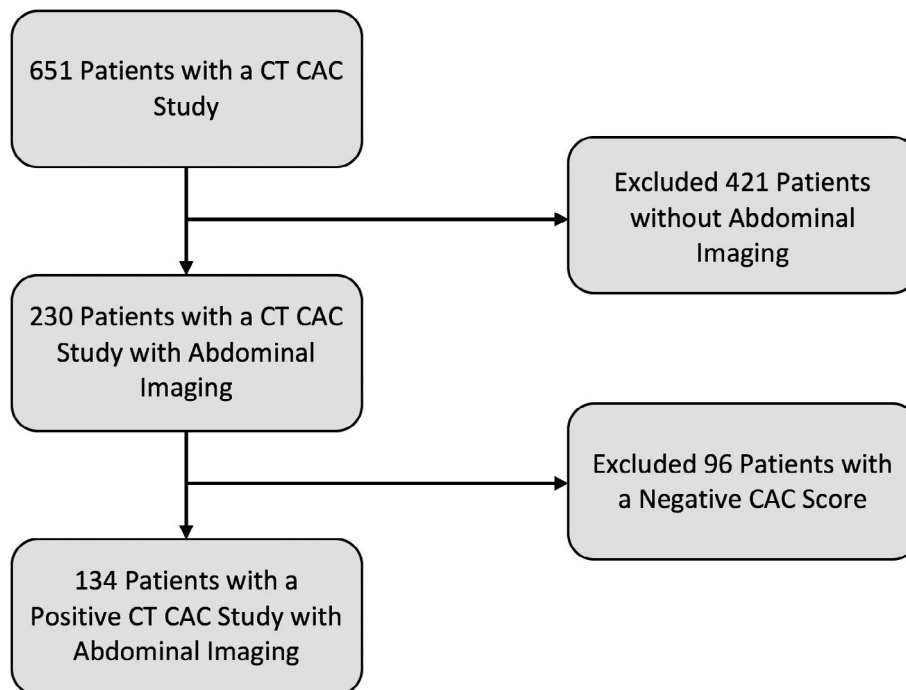 651 Patients with a CT CAC
Study
Excluded 421 Patients
without Abdominal
Imaging
230 Patients with a CT CAC
Study with Abdominal
Imaging
Excluded 96 Patients with
a Negative CAC Score
134 Patients with a
Positive CT CAC Study with
Abdominal Imaging